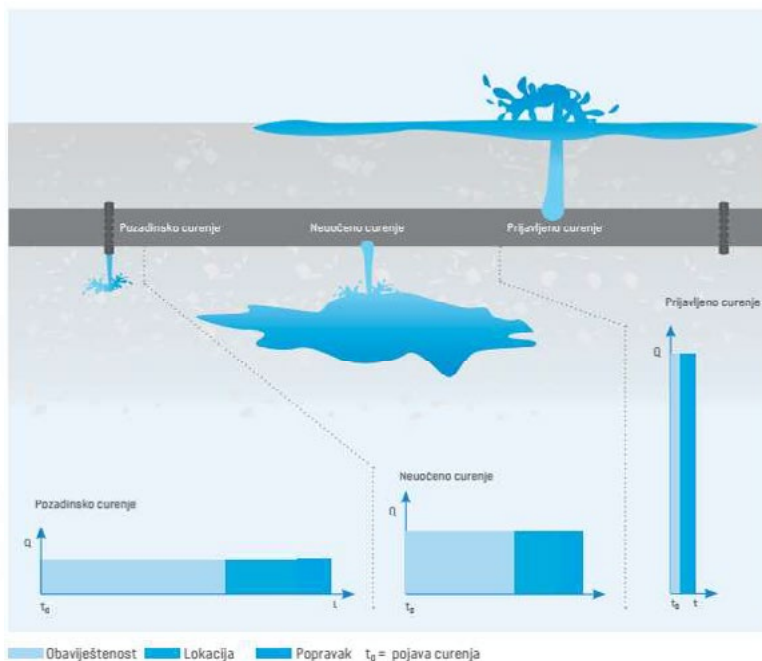 Pozadinsko curenje
Neuočeno curenje
Prijavljeno curenje
Prijavljeno curenje
Q
t₀ t
Neuočeno curenje
Q
t₀
Pozadinsko curenje
Q
t₀ t
Obaviještenost Lokacija Popravak t₀ = pojava curenja